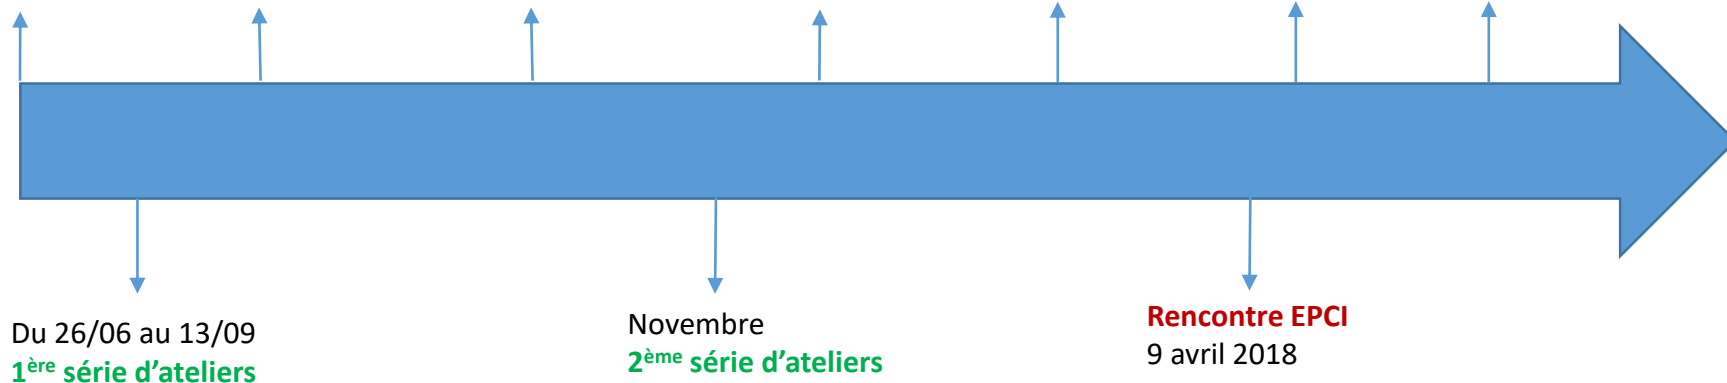 Du 26/06 au 13/09
1ère série d’ateliers
Novembre
2ème série d’ateliers
Rencontre EPCI
9 avril 2018